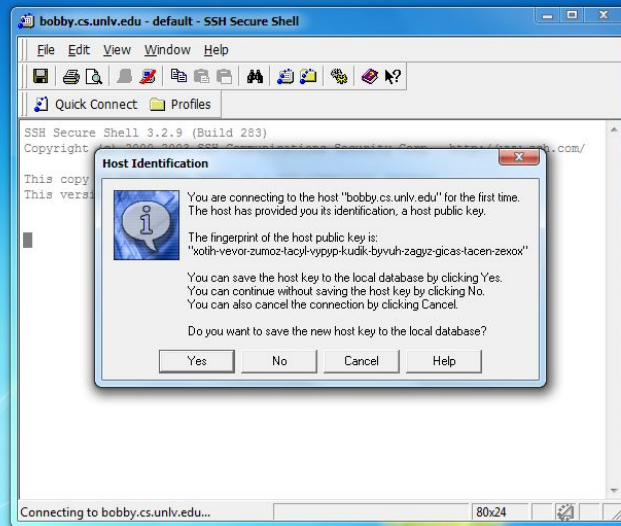 bobby.cs.unlv.edu - default - SSH Secure Shell
File Edit View Window Help
Quick Connect Profiles
SSH Secure Shell 3.2.9 (Build 283)
Copyright
This copy
This versi
Host Identification
You are connecting to the host "bobby.cs.unlv.edu" for the first time.
The host has provided you its identification, a host public key.
The fingerprint of the host public key is:
"xotih-vevor-zumoz-tacyl-vypyp-kudik-byvuh-zagyz-gicas-tacen-zexox"
You can save the host key to the local database by clicking Yes.
You can continue without saving the host key by clicking No.
You can also cancel the connection by clicking Cancel.
Do you want to save the new host key to the local database?
Yes No Cancel Help
Connecting to bobby.cs.unlv.edu... 80x24